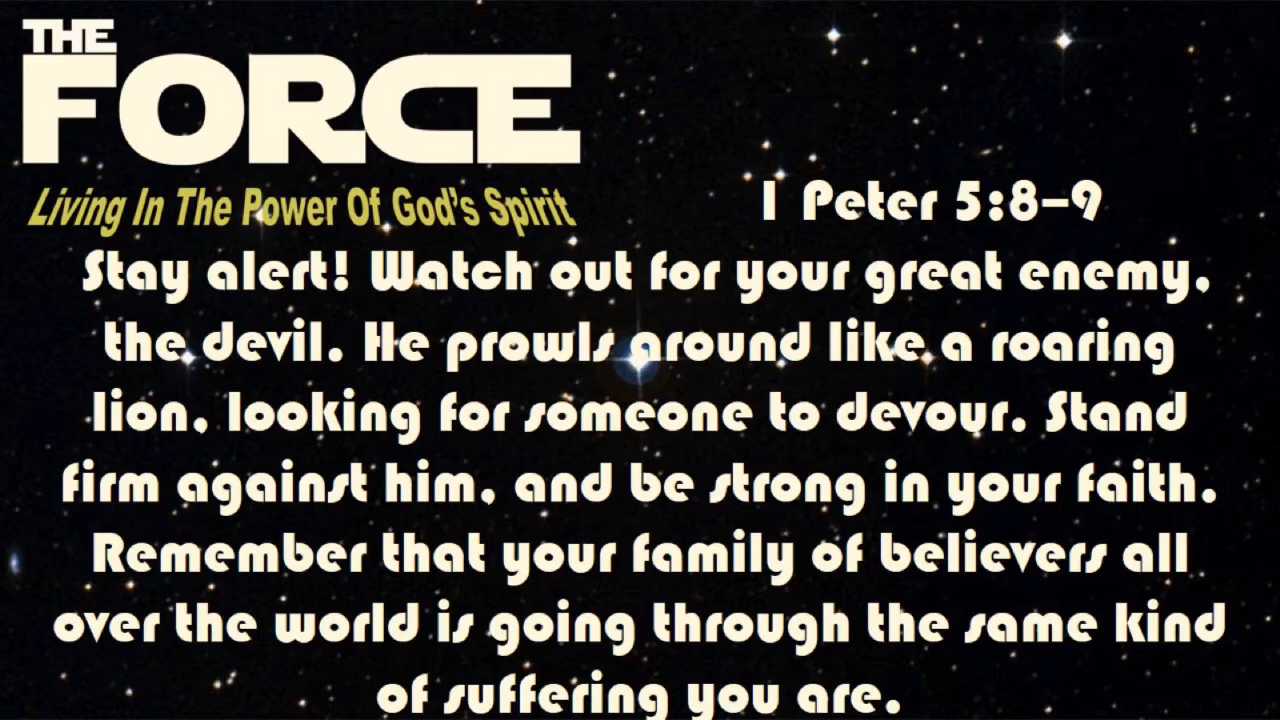 THE
FORCE
Living In The Power Of God's Spirit
1 Peter 5:8–9
Stay alert! Watch out for your great enemy,
the devil. He prowls around like a roaring
lion, looking for someone to devour. Stand
firm against him, and be strong in your faith.
Remember that your family of believers all
over the world is going through the same kind
of suffering you are.